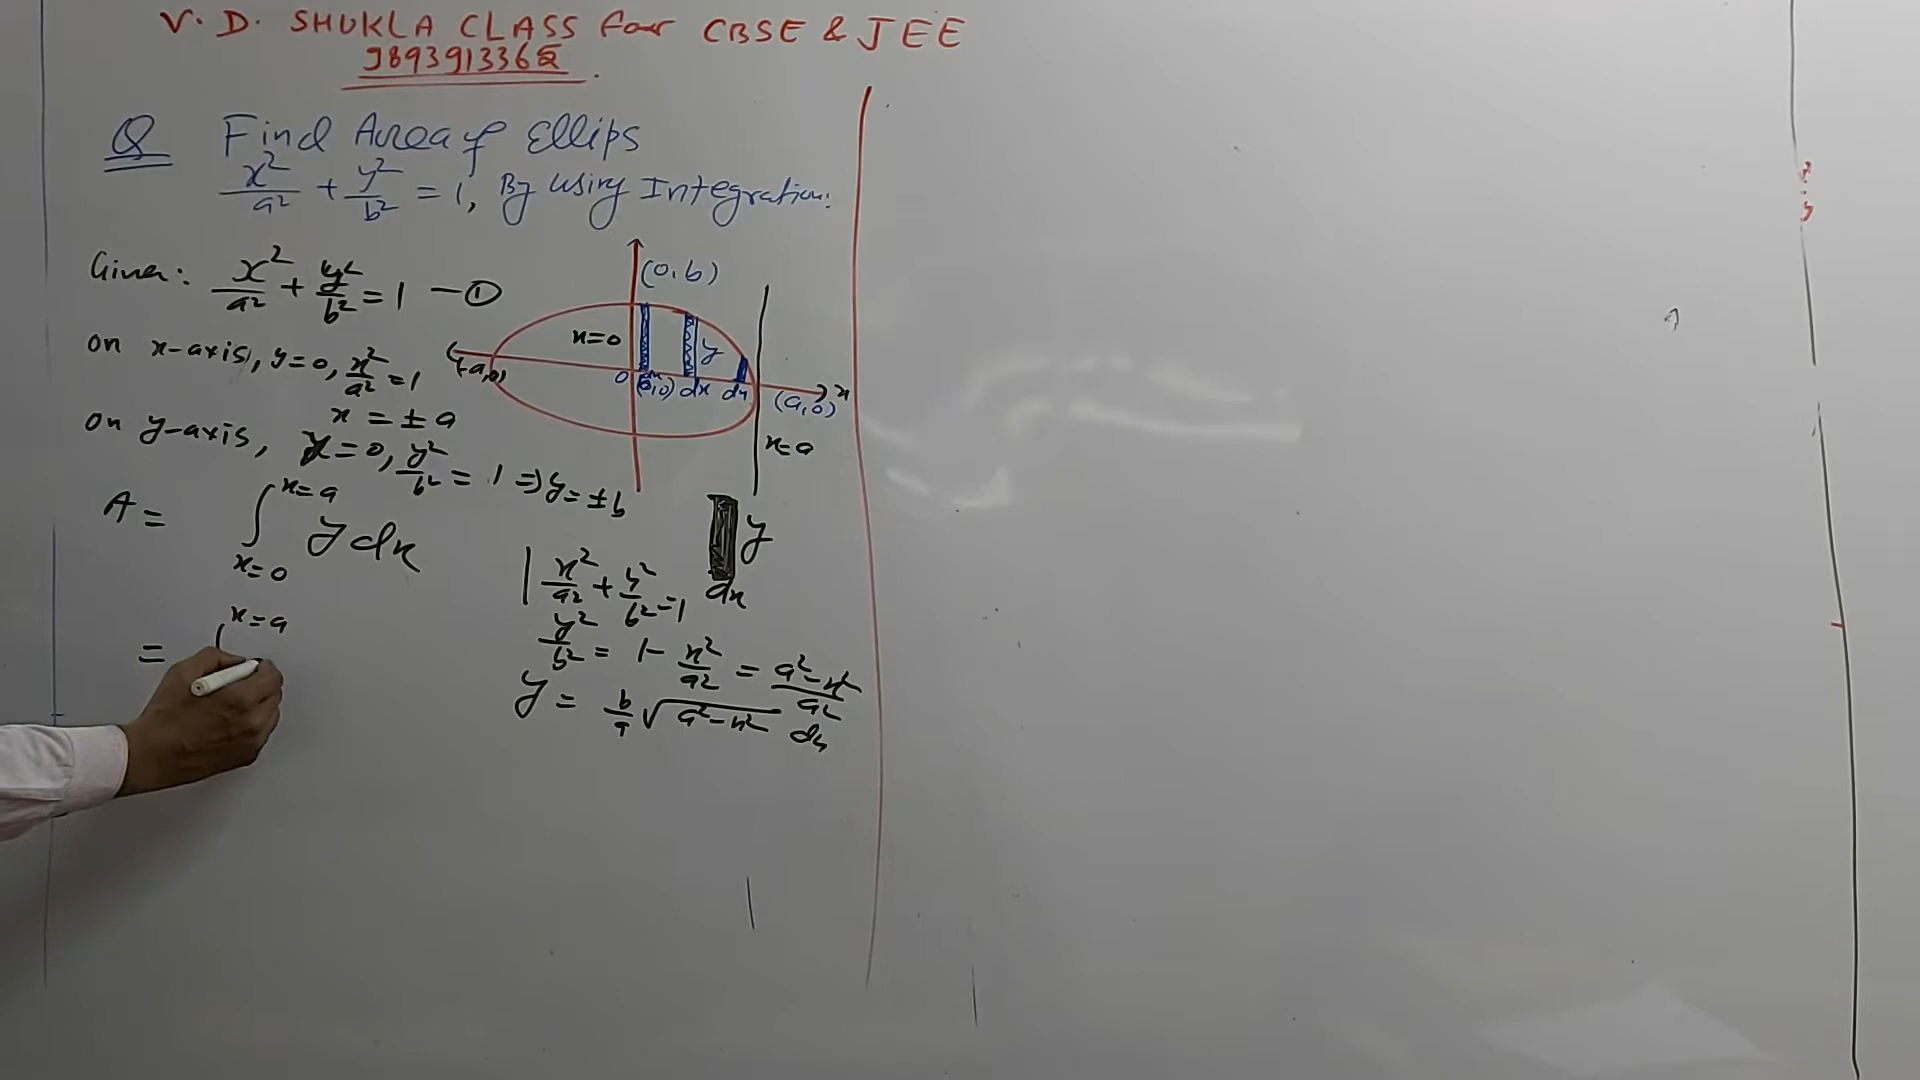 V. D. SHUKLA CLASS for CBSE & JEE
9893913362.
Q Find Area of Ellips
x²/a² + y²/b² = 1, By using Integration.
Given: x²/a² + y²/b² = 1 — ①
on x-axis, y=0, x²/a² = 1
x = ± a
on y-axis, x=0, y²/b² = 1 ⇒ y = ±b
(0,b)
x=0
y
(-a,0)
0
(0,0)
dx
dx
dx
(a,0)
x
x=a
A = ∫ x=0 x=a y dx
y
dx
= x=a
| x²/a² + y²/b² = 1
y²/b² = 1 - x²/a² = a²-x²/a²
y = b/a √a²-x² dx